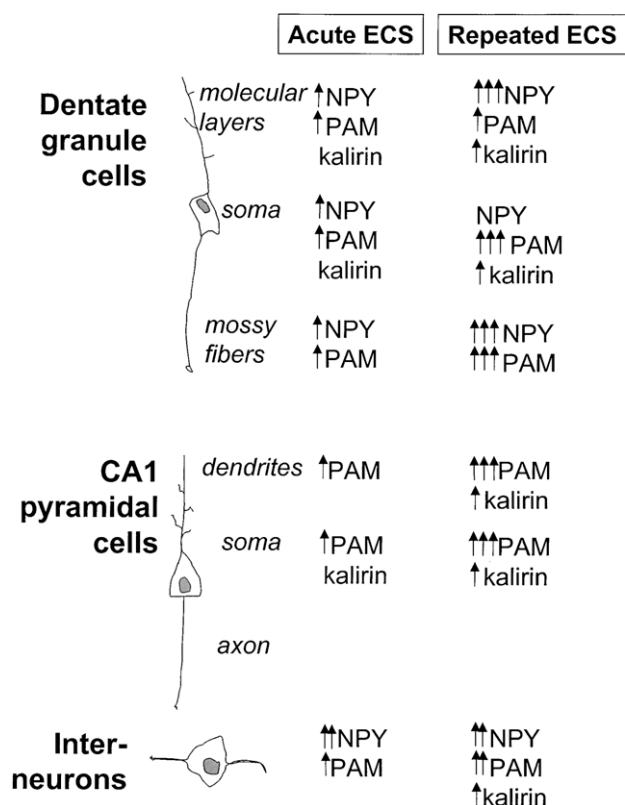 Acute ECS Repeated ECS
Dentate granule cells
molecular layers
↑NPY ↑↑↑NPY
↑PAM ↑PAM
kalirin ↑kalirin
soma
↑NPY NPY
↑PAM ↑↑↑PAM
kalirin ↑kalirin
mossy fibers
↑NPY ↑↑↑NPY
↑PAM ↑↑↑PAM
CA1 pyramidal cells
dendrites
↑PAM ↑↑↑PAM
↑kalirin
soma
↑PAM ↑↑↑PAM
kalirin ↑kalirin
axon
Inter-
neurons
↑↑NPY ↑↑NPY
↑PAM ↑↑PAM
↑kalirin